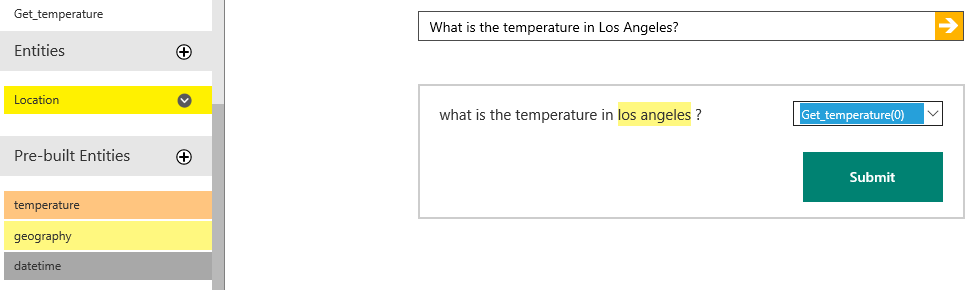 Get_temperature
Entities
Location
Pre-built Entities
temperature
geography
datetime
What is the temperature in Los Angeles?
what is the temperature in los angeles ?
Get_temperature(0)
Submit